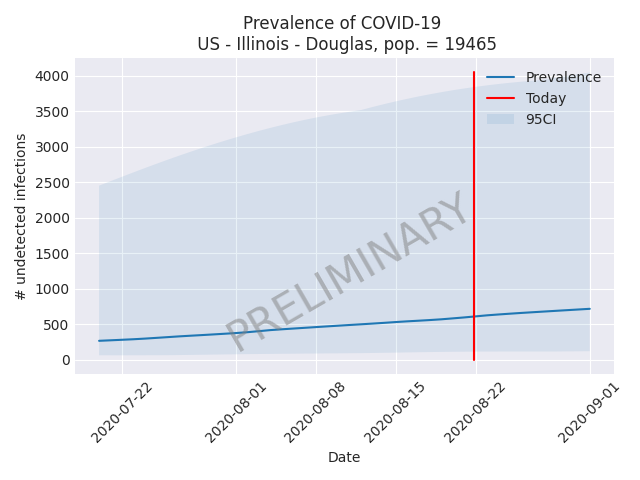 Prevalence of COVID-19
US - Illinois - Douglas, pop. = 19465
4000
3500
3000
2500
2000
1500
1000
500
0
# undetected infections
Prevalence
Today
95CI
PRELIMINARY
2020-07-22
2020-08-01
2020-08-08
2020-08-15
2020-08-22
2020-09-01
Date